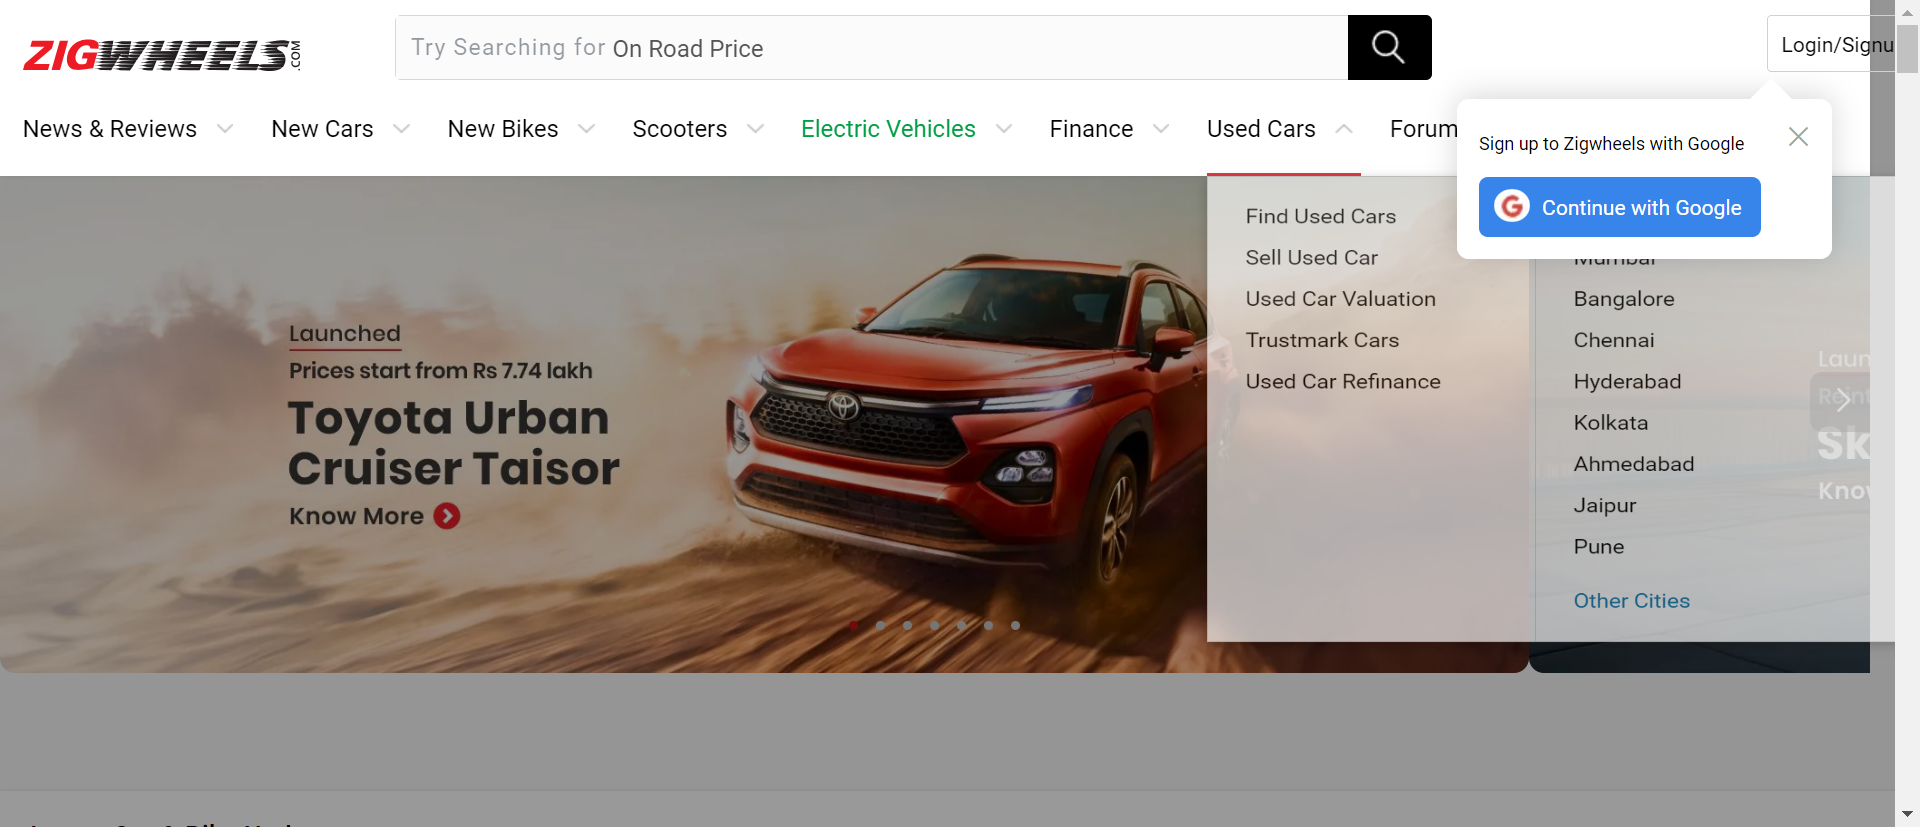 ZIGWHEELS.COM
Try Searching for On Road Price
Login/Signu
News & Reviews
New Cars
New Bikes
Scooters
Electric Vehicles
Finance
Used Cars
Forum
Sign up to Zigwheels with Google
Continue with Google
Find Used Cars
Sell Used Car
Used Car Valuation
Trustmark Cars
Used Car Refinance
Mumbai
Bangalore
Chennai
Hyderabad
Kolkata
Ahmedabad
Jaipur
Pune
Other Cities
Launched
Prices start from Rs 7.74 lakh
Toyota Urban
Cruiser Taisor
Know More
Laun
Reint
Sk
Know